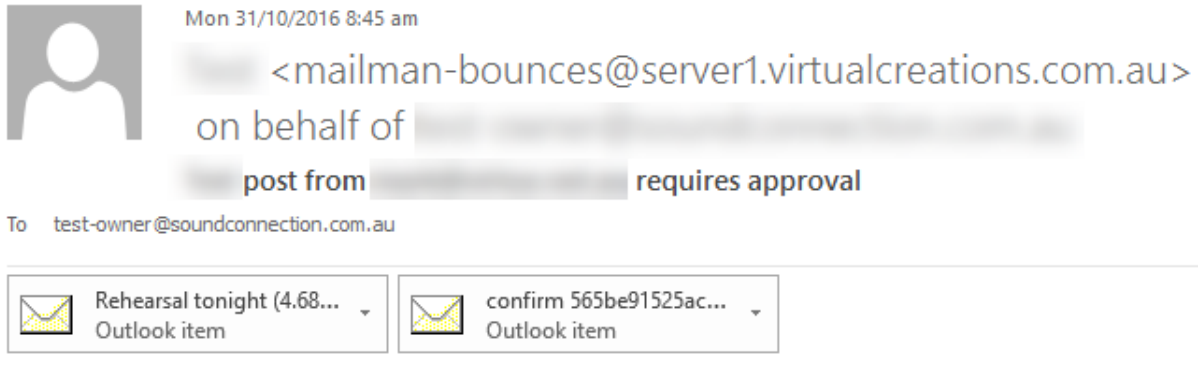 Mon 31/10/2016 8:45 am
<mailman-bounces@server1.virtualcreations.com.au>
on behalf of
post from requires approval
To test-owner@soundconnection.com.au
Rehearsal tonight (4.68...
Outlook item
confirm 565be91525ac...
Outlook item